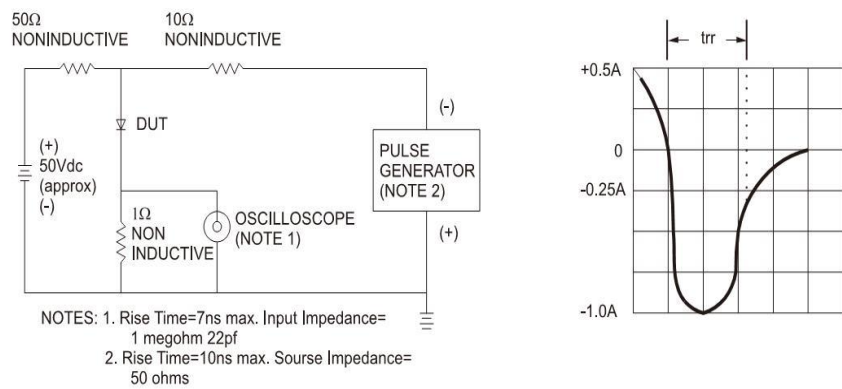 50Ω
NONINDUCTIVE
10Ω
NONINDUCTIVE
(+)
50Vdc
(approx)
(-)
DUT
1Ω
NON
INDUCTIVE
OSCILLOSCOPE
(NOTE 1)
(-)
PULSE
GENERATOR
(NOTE 2)
(+)
NOTES: 1. Rise Time=7ns max. Input Impedance=
1 megohm 22pf
2. Rise Time=10ns max. Sourse Impedance=
50 ohms
trr
+0.5A
0
-0.25A
-1.0A